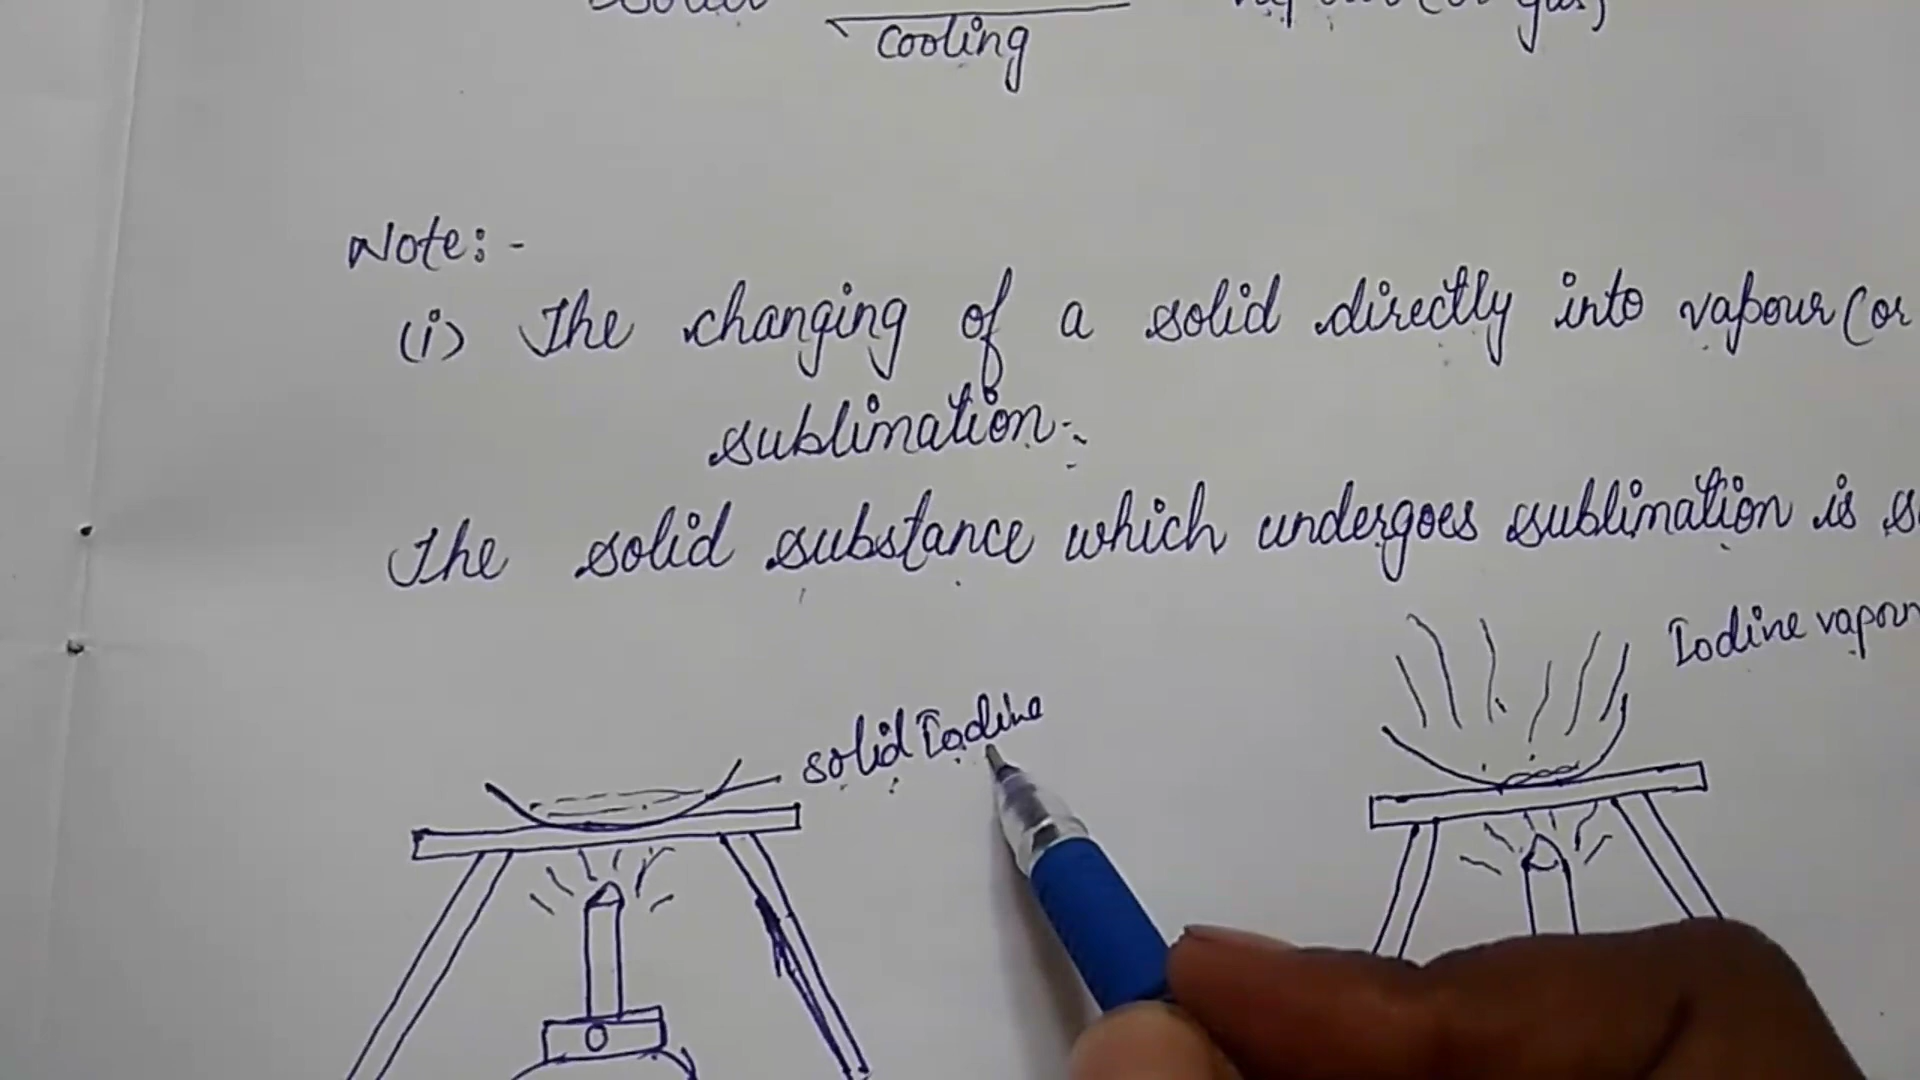 cooling
Note:-
(i) The changing of a solid directly into vapour (or
sublimation.
The solid substance which undergoes sublimation is
Iodine vapour
solid Iodine